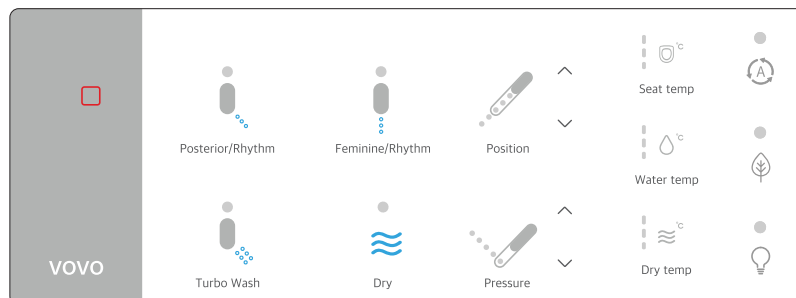 Seat temp
A
Posterior/Rhythm
Feminine/Rhythm
Position
°C
Water temp
°C
VOVO
Turbo Wash
Dry
Pressure
Dry temp
°C